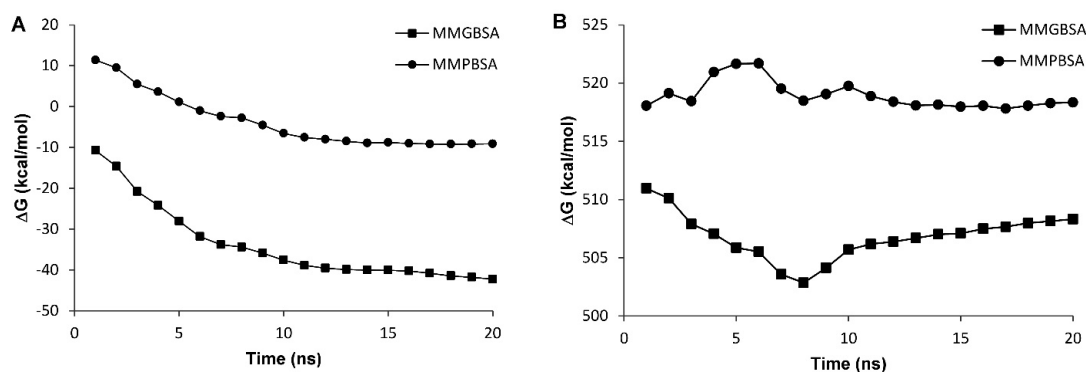 A
MMGBSA
MMPBSA
20
10
0
-10
-20
-30
-40
-50
ΔG (kcal/mol)
0 5 10 15 20
Time (ns)
B
MMGBSA
MMPBSA
525
520
515
510
505
500
ΔG (kcal/mol)
0 5 10 15 20
Time (ns)